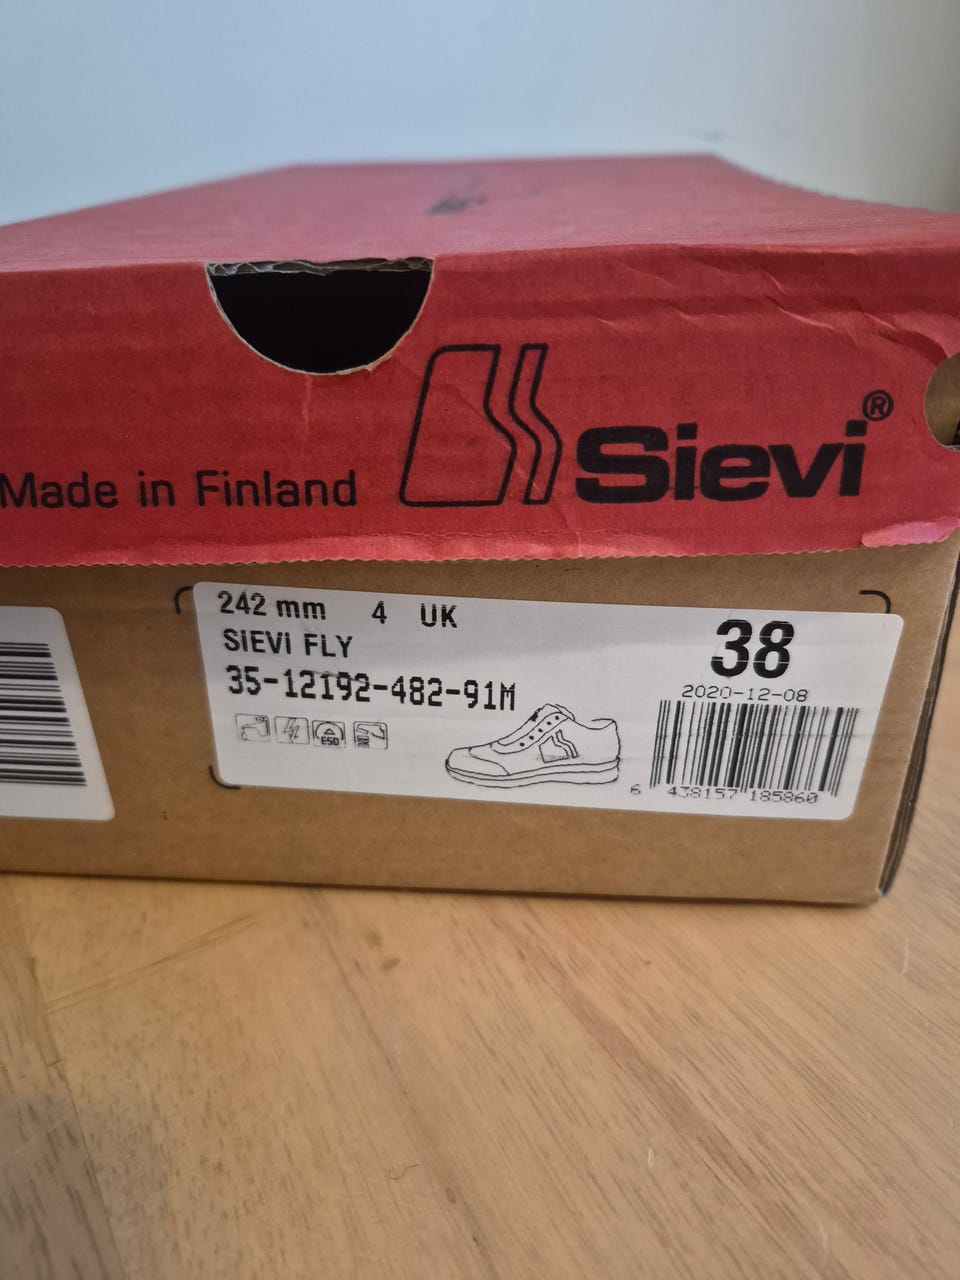 Made in Finland
Sievi®
242 mm 4 UK
SIEVI FLY
35-12192-482-91M
ESD
38
2020-12-08
6 438157 185860